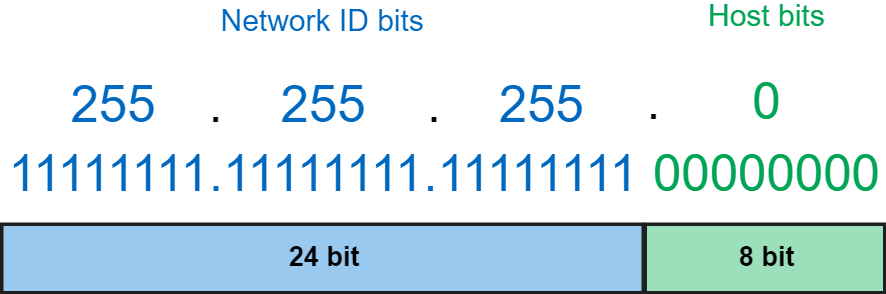 Network ID bits Host bits
255 . 255 . 255 . 0
11111111.11111111.11111111 00000000
24 bit 8 bit